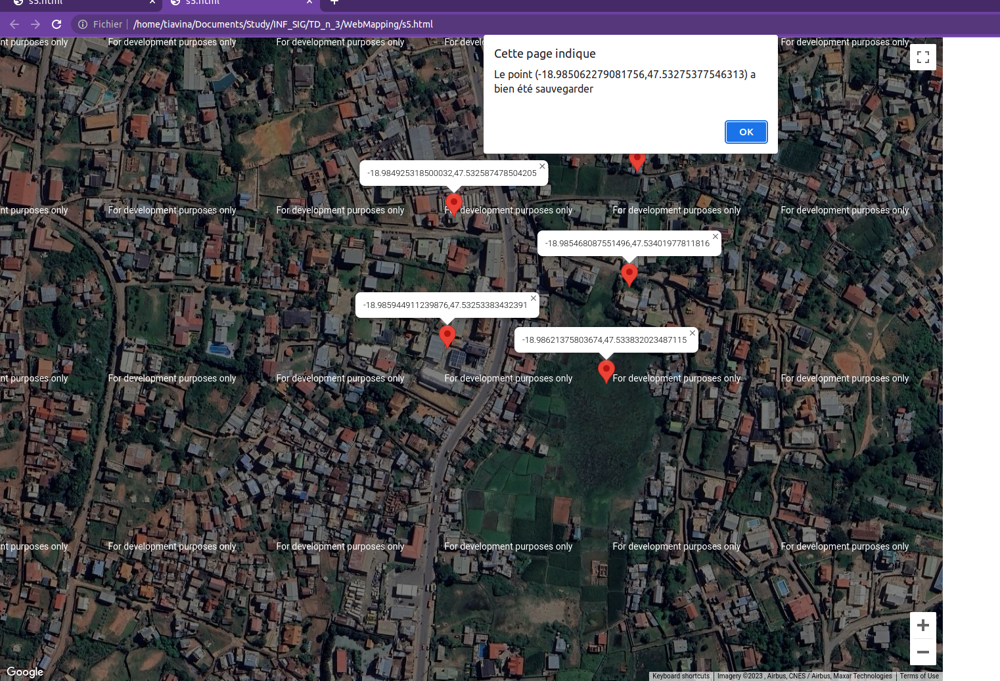 s5.html
s5.html
Fichier
/home/tiavina/Documents/Study/INF_SIG/TD_n_3/WebMapping/s5.html
nt purposes only
For development purposes only
For development purposes only
For devel
For development purposes only
Cette page indique
Le point (-18.985062279081756,47.53275377546313) a
bien été sauvegarder
OK
-18.984925318500032,47.532587478504205
nt purposes only
For development purposes only
For development purposes only
development purposes only
For development purposes only
For development purposes only
-18.985468087551496,47.53401977811816
-18.985944911239876,47.53253383432391
-18.98621375803674,47.533832023487115
nt purposes only
For development purposes only
For development purposes only
For development purposes only
For development purposes only
For development purposes only
nt purposes only
For development purposes only
For development purposes only
For development purposes only
For development purposes only
For development purposes only
Google
Keyboard shortcuts
Imagery ©2023 , Airbus, CNES / Airbus, Maxar Technologies
Terms of Use